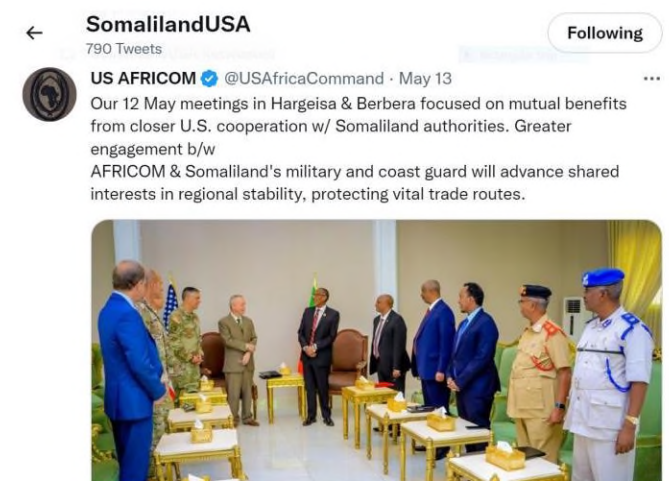 SomalilandUSA
790 Tweets
Following
US AFRICOM @USAfricaCommand · May 13
Our 12 May meetings in Hargeisa & Berbera focused on mutual benefits
from closer U.S. cooperation w/ Somaliland authorities. Greater
engagement b/w
AFRICOM & Somaliland's military and coast guard will advance shared
interests in regional stability, protecting vital trade routes.